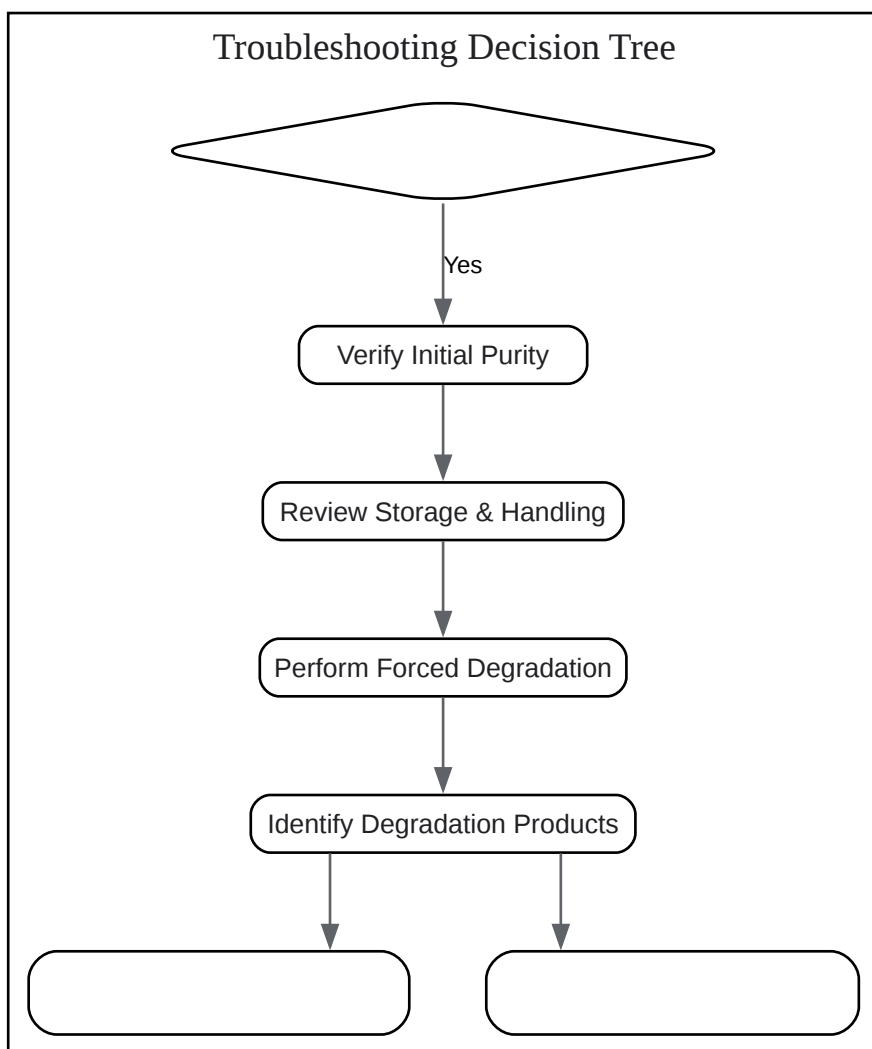 Troubleshooting Decision Tree
Yes
Verify Initial Purity
Review Storage & Handling
Perform Forced Degradation
Identify Degradation Products